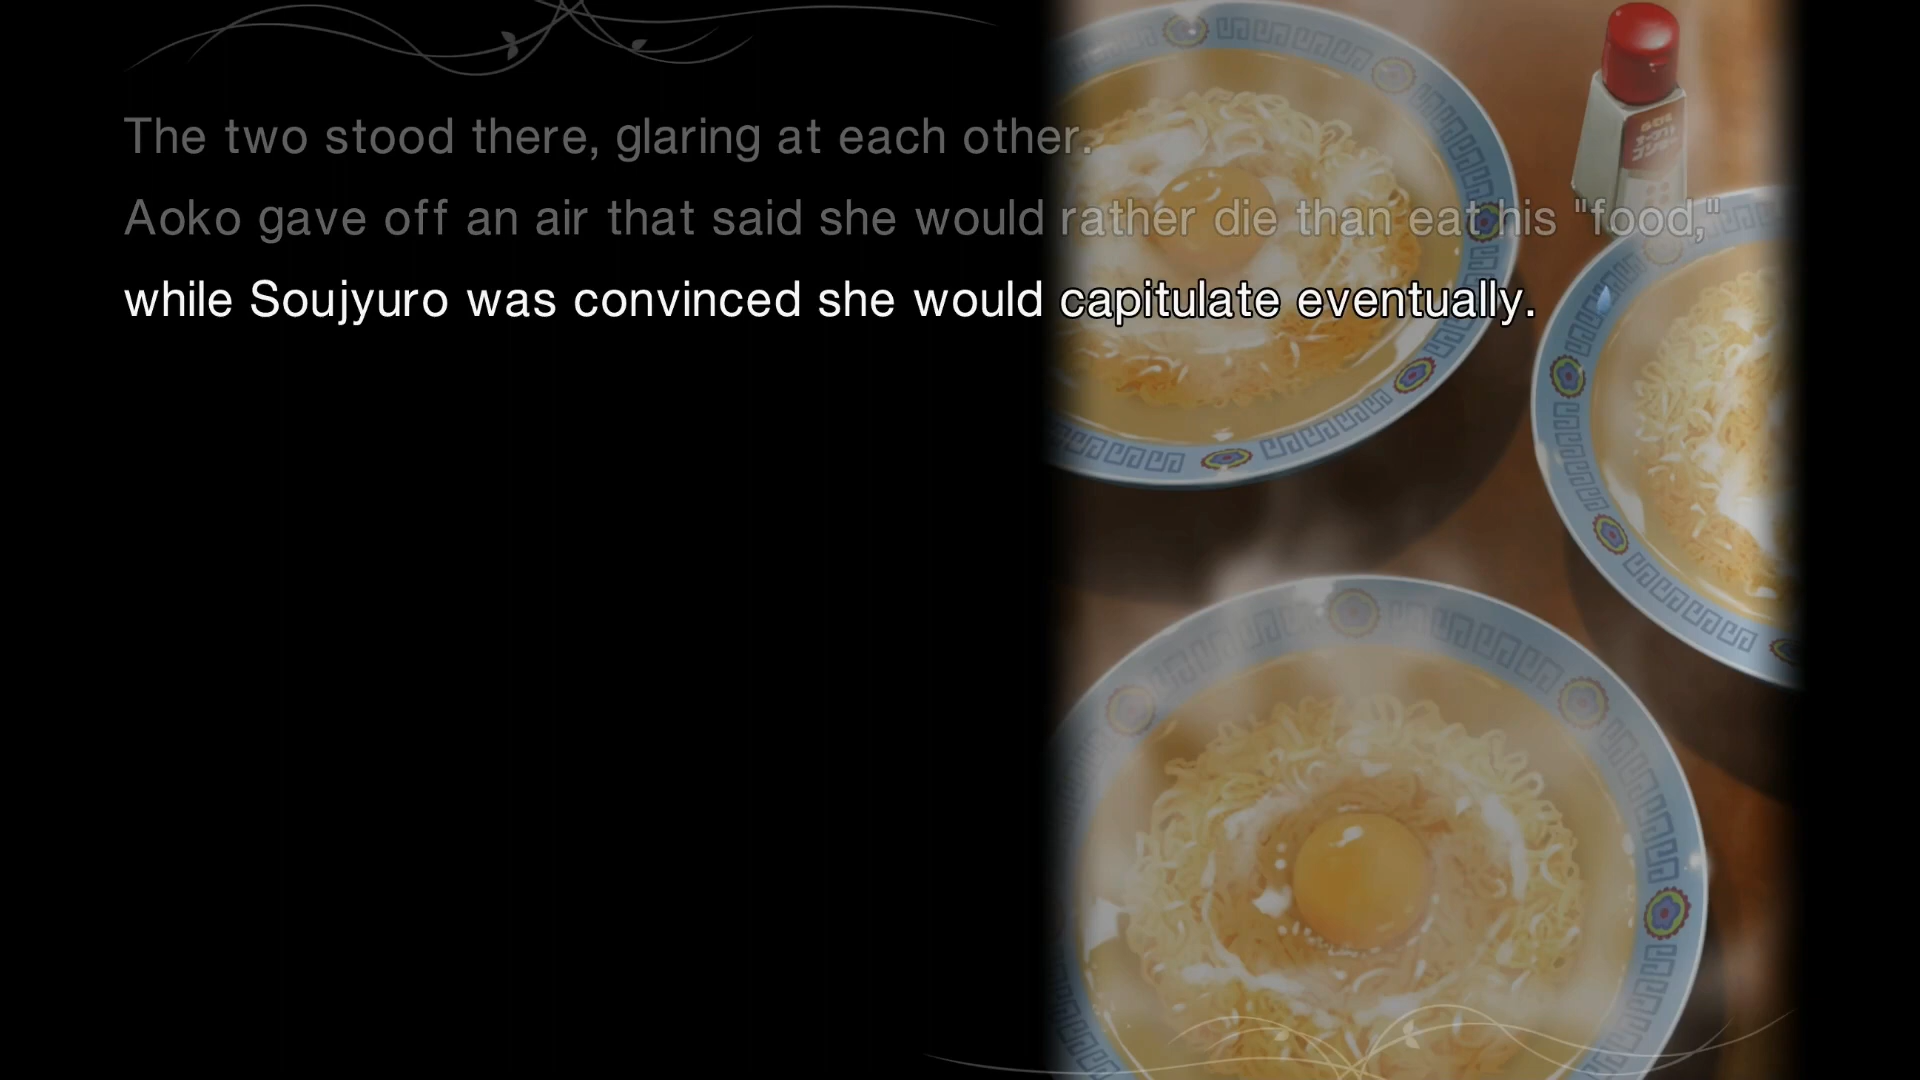 The two stood there, glaring at each other.
Aoko gave off an air that said she would rather die than eat his "food,"
while Soujyuro was convinced she would capitulate eventually.